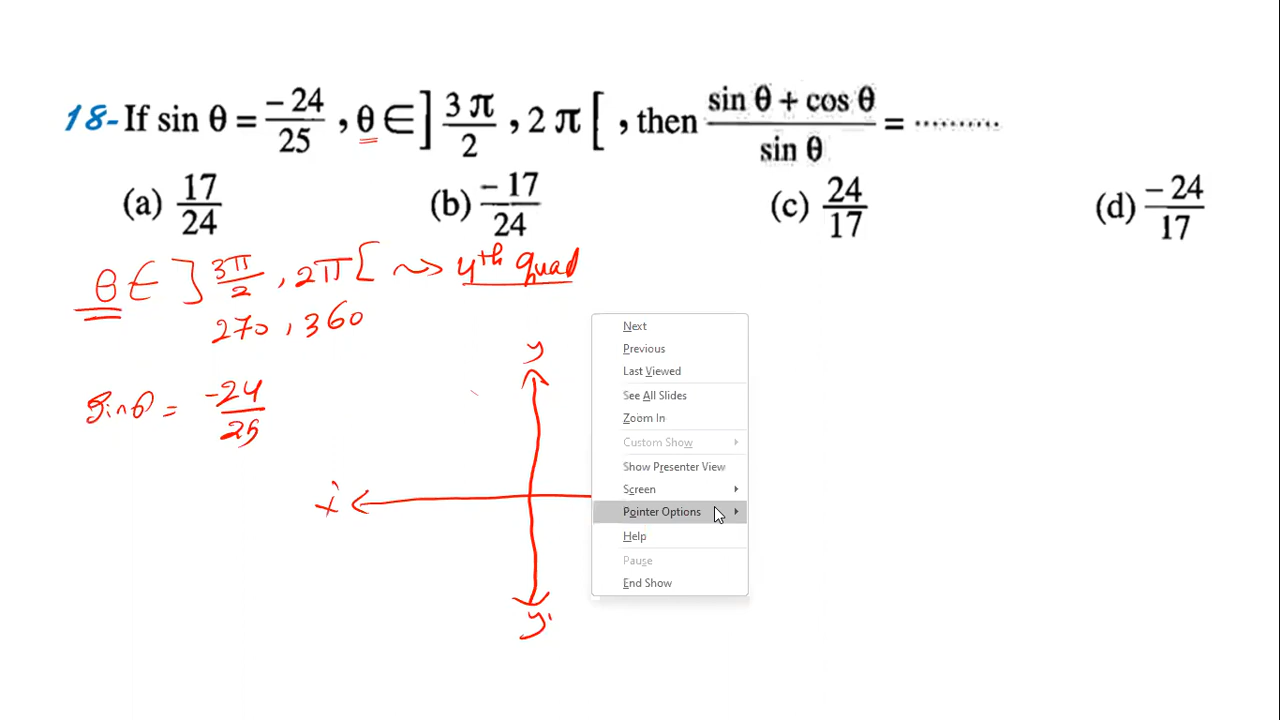 18- If sin θ = -24/25 , θ ∈ ] 3π/2 , 2π [ , then (sin θ + cos θ)/(sin θ) = ..........
(a) 17/24 (b) -17/24 (c) 24/17 (d) -24/17
θ ∈ ] 3π/2 , 2π [ ⇝ 4th quad
270 , 360
sin θ = -24/25
y
x'
y'
Next
Previous
Last Viewed
See All Slides
Zoom In
Custom Show
Show Presenter View
Screen
Pointer Options
Help
Pause
End Show